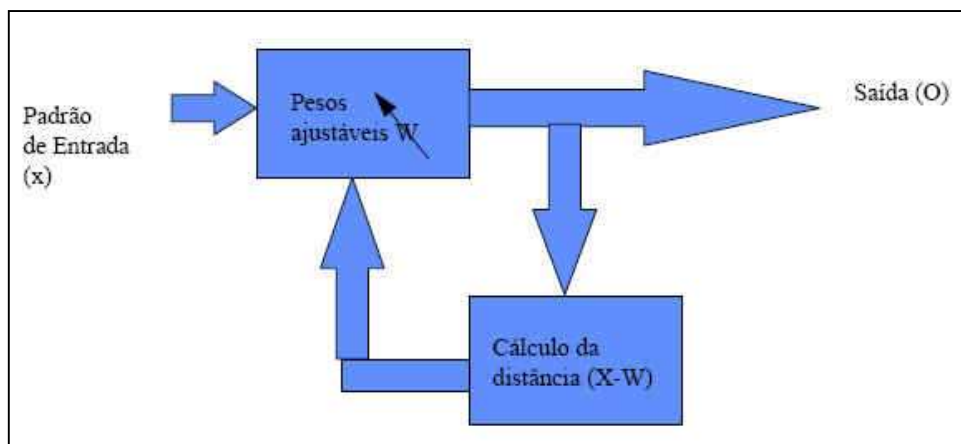 Padrão
de Entrada
(x)
Pesos
ajustáveis W
Saída (O)
Cálculo da
distância (X-W)